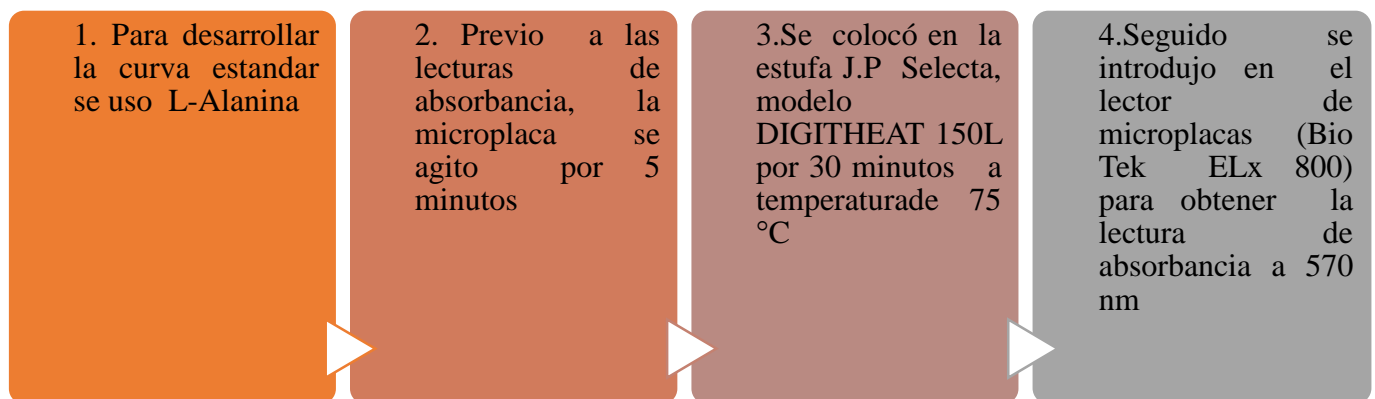 1. Para desarrollar
la curva estandar
se uso L-Alanina
2. Previo a las
lecturas de
absorbancia, la
microplaca se
agito por 5
minutos
3.Se colocó en la
estufa J.P Selecta,
modelo
DIGITHEAT 150L
por 30 minutos a
temperaturade 75
°C
4.Seguido se
introdujo en el
lector de
microplacas (Bio
Tek ELx 800)
para obtener la
lectura de
absorbancia a 570
nm